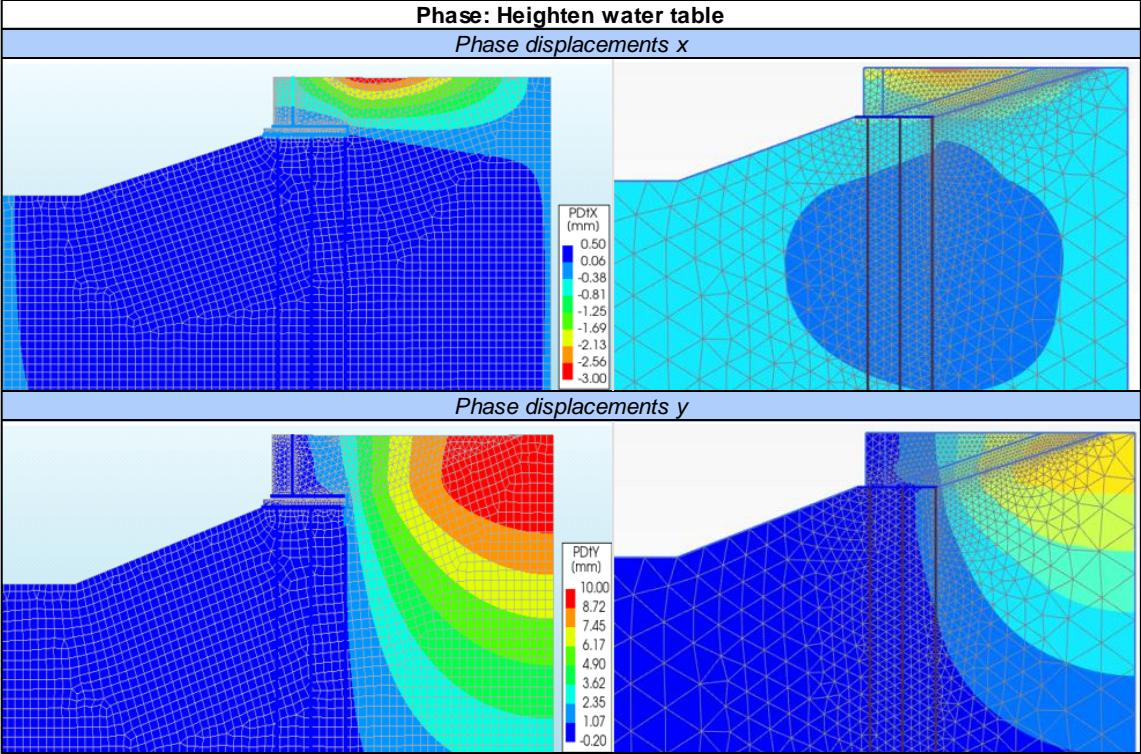 Phase: Heighten water table
Phase displacements x
PDtX
(mm)
0.50
0.06
-0.38
-0.81
-1.25
-1.69
-2.13
-2.56
-3.00
Phase displacements y
PDtY
(mm)
10.00
8.72
7.45
6.17
4.90
3.62
2.35
1.07
-0.20